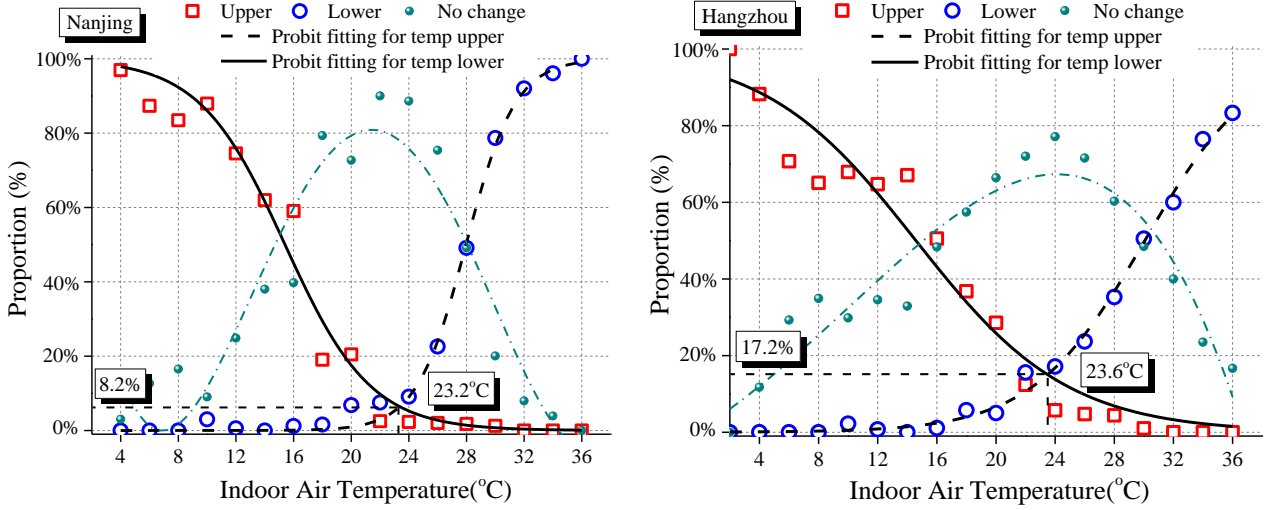 Nanjing
Upper Lower No change
Probit fitting for temp upper
Probit fitting for temp lower
100%
80%
60%
40%
20%
0%
Proportion (%)
8.2%
23.2°C
4 8 12 16 20 24 28 32 36
Indoor Air Temperature(°C)
Hangzhou
Upper Lower No change
Probit fitting for temp upper
Probit fitting for temp lower
100%
80%
60%
40%
20%
0%
Proportion (%)
17.2%
23.6°C
4 8 12 16 20 24 28 32 36
Indoor Air Temperature(°C)